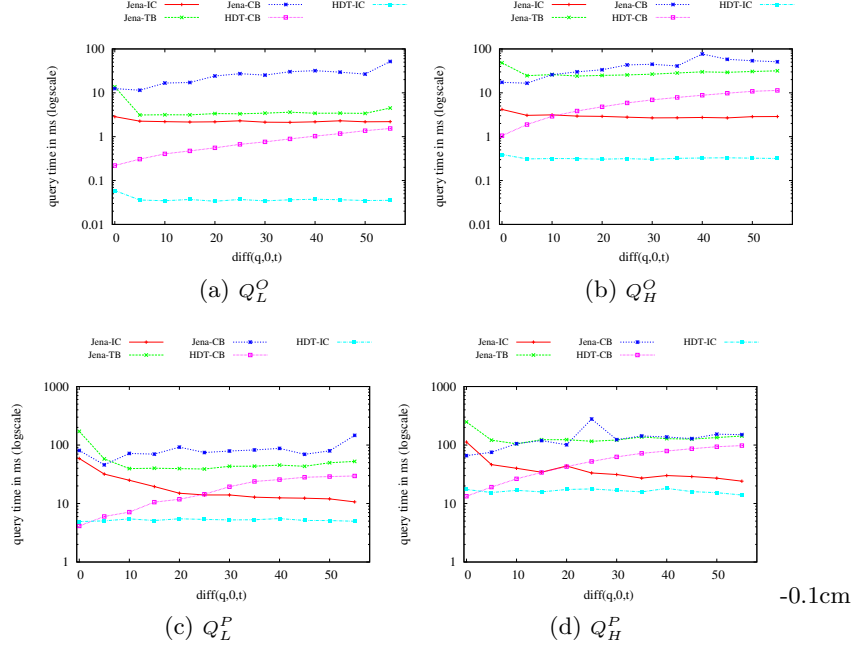 Jena-IC Jena-CB HDT-IC
Jena-TB HDT-CB
100
10
1
0.1
0.01
query time in ms (logscale)
0 10 20 30 40 50
diff(q,0,t)
(a) Q_L^O
Jena-IC Jena-CB HDT-IC
Jena-TB HDT-CB
100
10
1
0.1
0.01
query time in ms (logscale)
0 10 20 30 40 50
diff(q,0,t)
(b) Q_H^O
Jena-IC Jena-CB HDT-IC
Jena-TB HDT-CB
1000
100
10
1
query time in ms (logscale)
0 10 20 30 40 50
diff(q,0,t)
(c) Q_L^P
Jena-IC Jena-CB HDT-IC
Jena-TB HDT-CB
1000
100
10
1
query time in ms (logscale)
0 10 20 30 40 50
diff(q,0,t)
(d) Q_H^P
-0.1cm